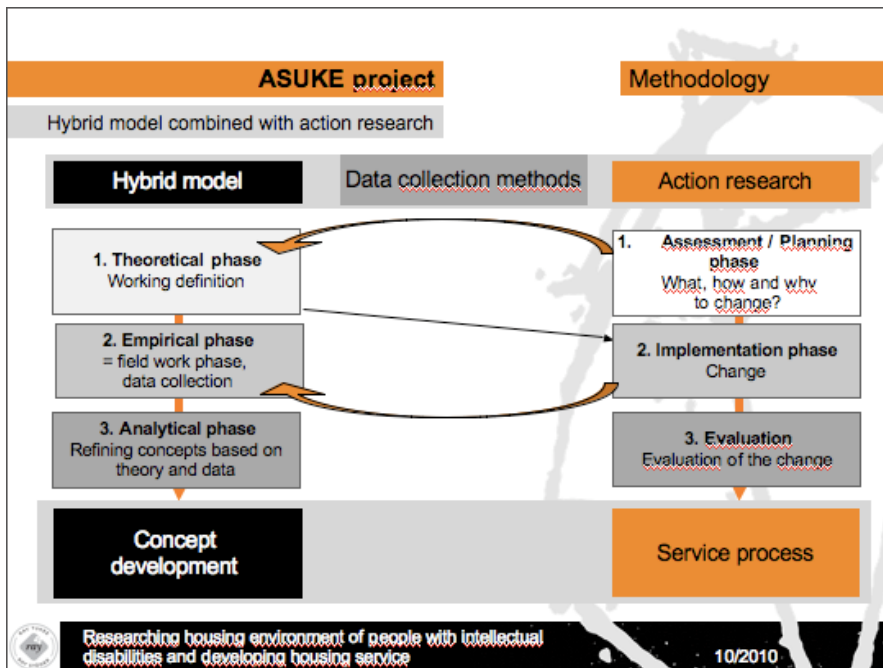 ASUKE project
Methodology
Hybrid model combined with action research
Hybrid model
Data collection methods
Action research
1. Theoretical phase
Working definition
1. Assessment / Planning
phase
What, how and why
to change?
2. Empirical phase
= field work phase,
data collection
2. Implementation phase
Change
3. Analytical phase
Refining concepts based on
theory and data
3. Evaluation
Evaluation of the change
Concept
development
Service process
ray
Researching housing environment of people with intellectual
disabilities and developing housing service
10/2010